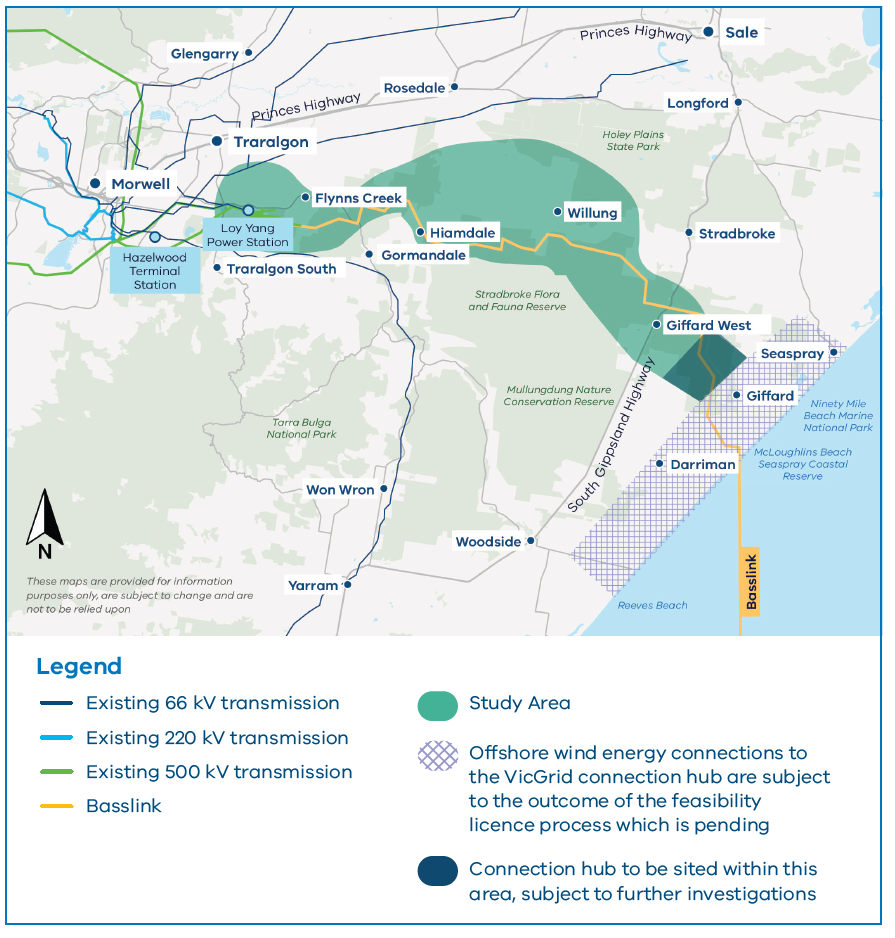 Princes Highway
Sale
Glengarry
Rosedale
Longford
Princes Highway
Traralgon
Holey Plains
State Park
Morwell
Flynns Creek
Willung
Loy Yang
Power Station
Hiamdale
Stradbroke
Hazelwood
Terminal
Station
Gormandale
Traralgon South
Stradbroke Flora
and Fauna Reserve
Giffard West
Seaspray
Mullungdung Nature
Conservation Reserve
Giffard
Ninety Mile
Beach Marine
National Park
South Gippsland Highway
Tarra Bulga
National Park
McLoughlins Beach
Seaspray Coastal
Reserve
Darriman
Won Wron
Woodside
N
Basslink
These maps are provided for information
purposes only, are subject to change and are
not to be relied upon
Yarram
Reeves Beach
Legend
Existing 66 kV transmission
Existing 220 kV transmission
Existing 500 kV transmission
Basslink
Study Area
Offshore wind energy connections to
the VicGrid connection hub are subject
to the outcome of the feasibility
licence process which is pending
Connection hub to be sited within this
area, subject to further investigations